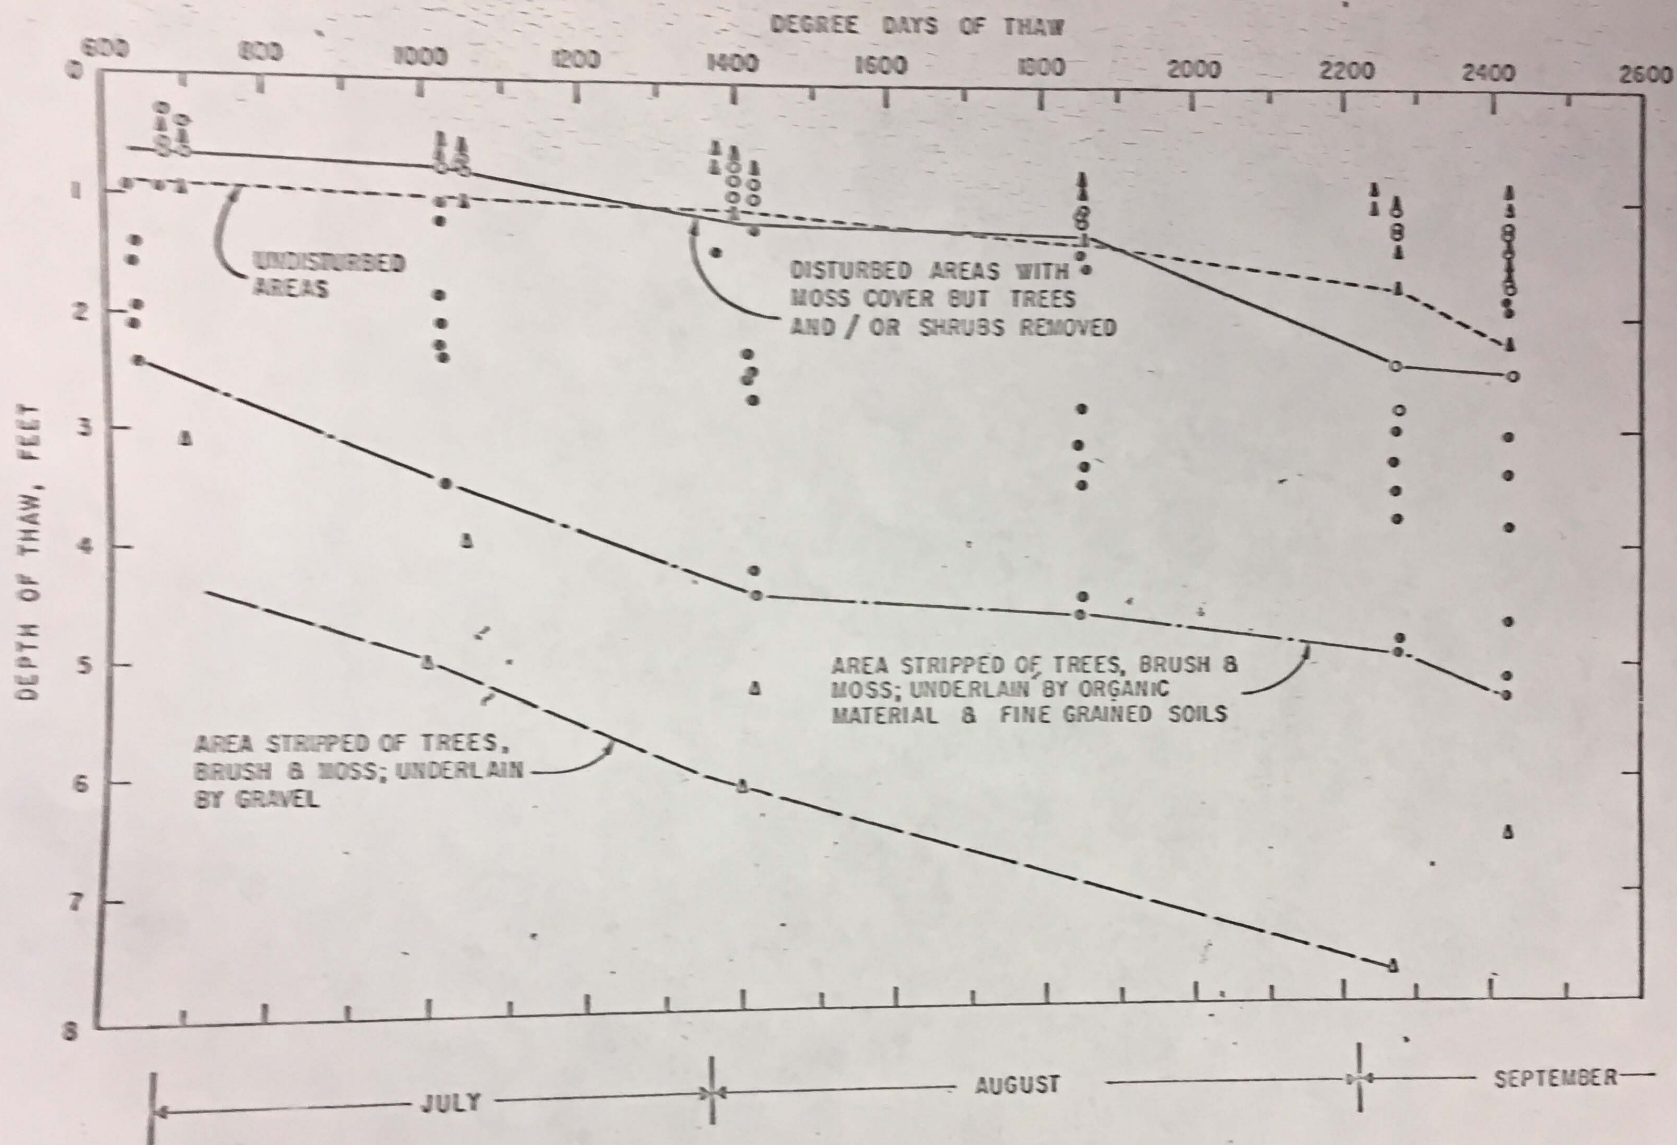 DEGREE DAYS OF THAW
600 800 1000 1200 1400 1600 1800 2000 2200 2400 2600
0
1
2
3
4
5
6
7
8
DEPTH OF THAW, FEET
UNDISTURBED
AREAS
DISTURBED AREAS WITH
MOSS COVER BUT TREES
AND / OR SHRUBS REMOVED
AREA STRIPPED OF TREES, BRUSH &
MOSS; UNDERLAIN BY ORGANIC
MATERIAL & FINE GRAINED SOILS
AREA STRIPPED OF TREES,
BRUSH & MOSS; UNDERLAIN
BY GRAVEL
JULY AUGUST SEPTEMBER